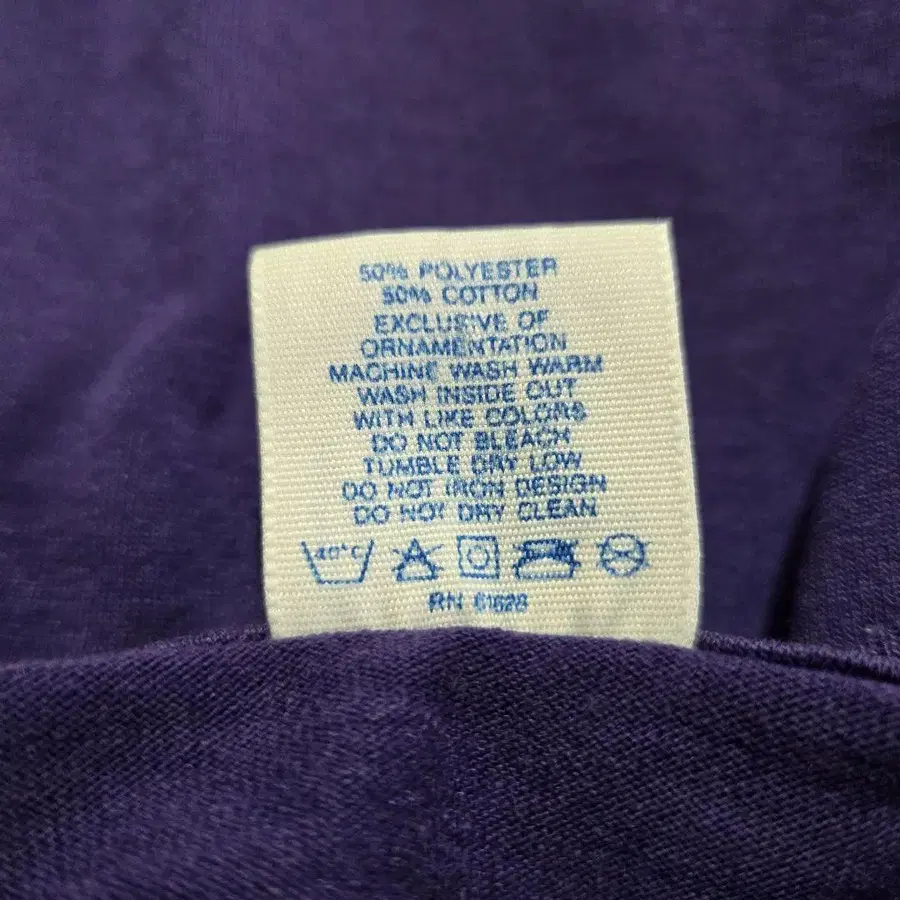 50% POLYESTER
50% COTTON
EXCLUSIVE OF
ORNAMENTATION
MACHINE WASH WARM
WASH INSIDE OUT
WITH LIKE COLORS
DO NOT BLEACH
TUMBLE DRY LOW
DO NOT IRON DESIGN
DO NOT DRY CLEAN
40°C
RN 61628